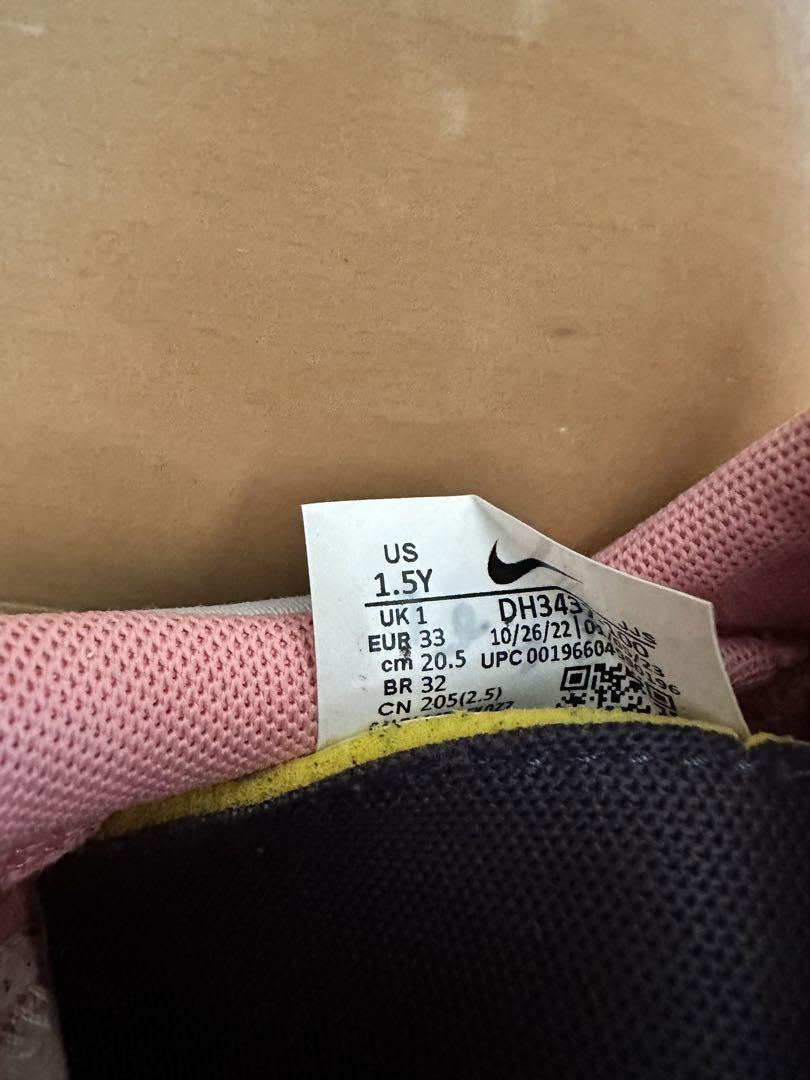 US
1.5Y
UK 1
EUR 33
cm 20.5
BR 32
CN 205(2.5)
DH343
10/26/22
UPC 00196604